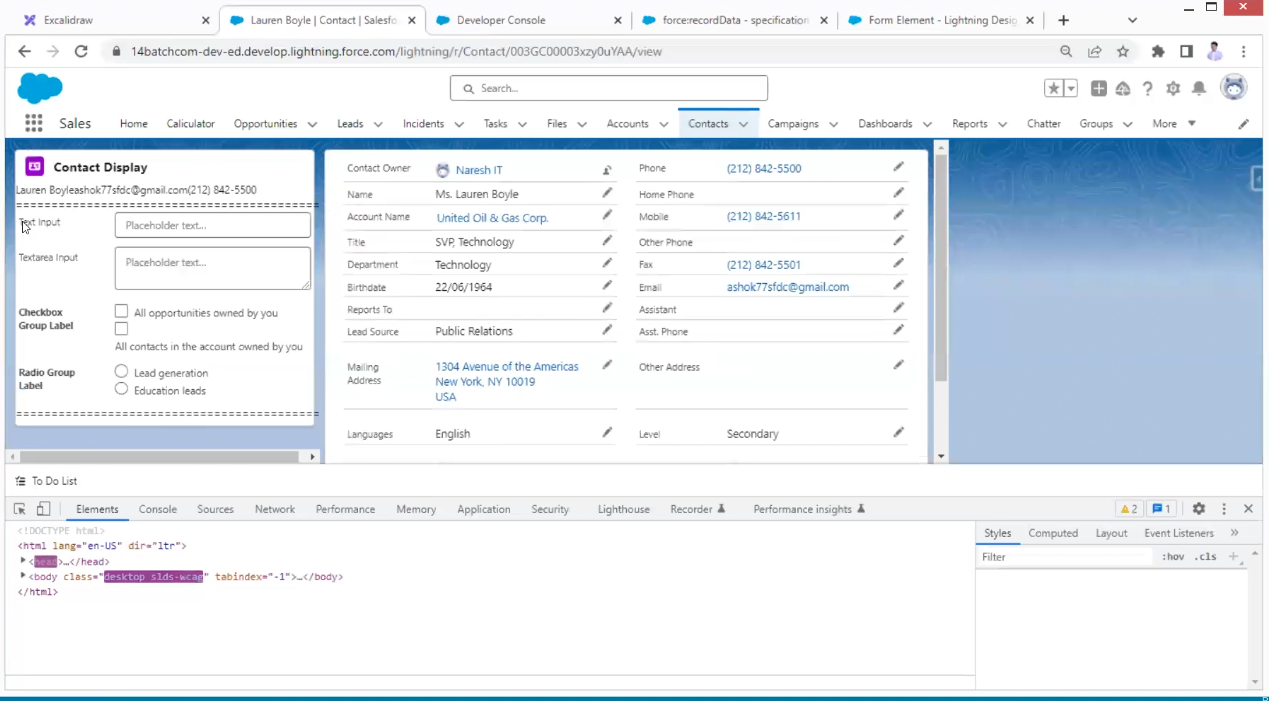 Excalidraw
Lauren Boyle | Contact | Salesfo
Developer Console
force:recordData - specification
Form Element - Lightning Desig
14batchcom-dev-ed.develop.lightning.force.com/lightning/r/Contact/003GC00003xzy0uYAA/view
Search...
Sales Home Calculator Opportunities Leads Incidents Tasks Files Accounts Contacts Campaigns Dashboards Reports Chatter Groups More
Contact Display
Lauren Boyleashok77sfdc@gmail.com(212) 842-5500
==============================================
Text Input Placeholder text...
Textarea Input Placeholder text...
Checkbox
Group Label
All opportunities owned by you
All contacts in the account owned by you
Radio Group
Label
Lead generation
Education leads
==============================================
Contact Owner Naresh IT
Name Ms. Lauren Boyle
Account Name United Oil & Gas Corp.
Title SVP, Technology
Department Technology
Birthdate 22/06/1964
Reports To
Lead Source Public Relations
Mailing
Address
1304 Avenue of the Americas
New York, NY 10019
USA
Languages English
Phone (212) 842-5500
Home Phone
Mobile (212) 842-5611
Other Phone
Fax (212) 842-5501
Email ashok77sfdc@gmail.com
Assistant
Asst. Phone
Other Address
Level Secondary
To Do List
Elements Console Sources Network Performance Memory Application Security Lighthouse Recorder Performance insights 2 1
<!DOCTYPE html>
<html lang="en-US" dir="ltr">
<head>…</head>
<body class="desktop slds-wcag" tabindex="-1">…</body>
</html>
Styles Computed Layout Event Listeners »
Filter :hov .cls +